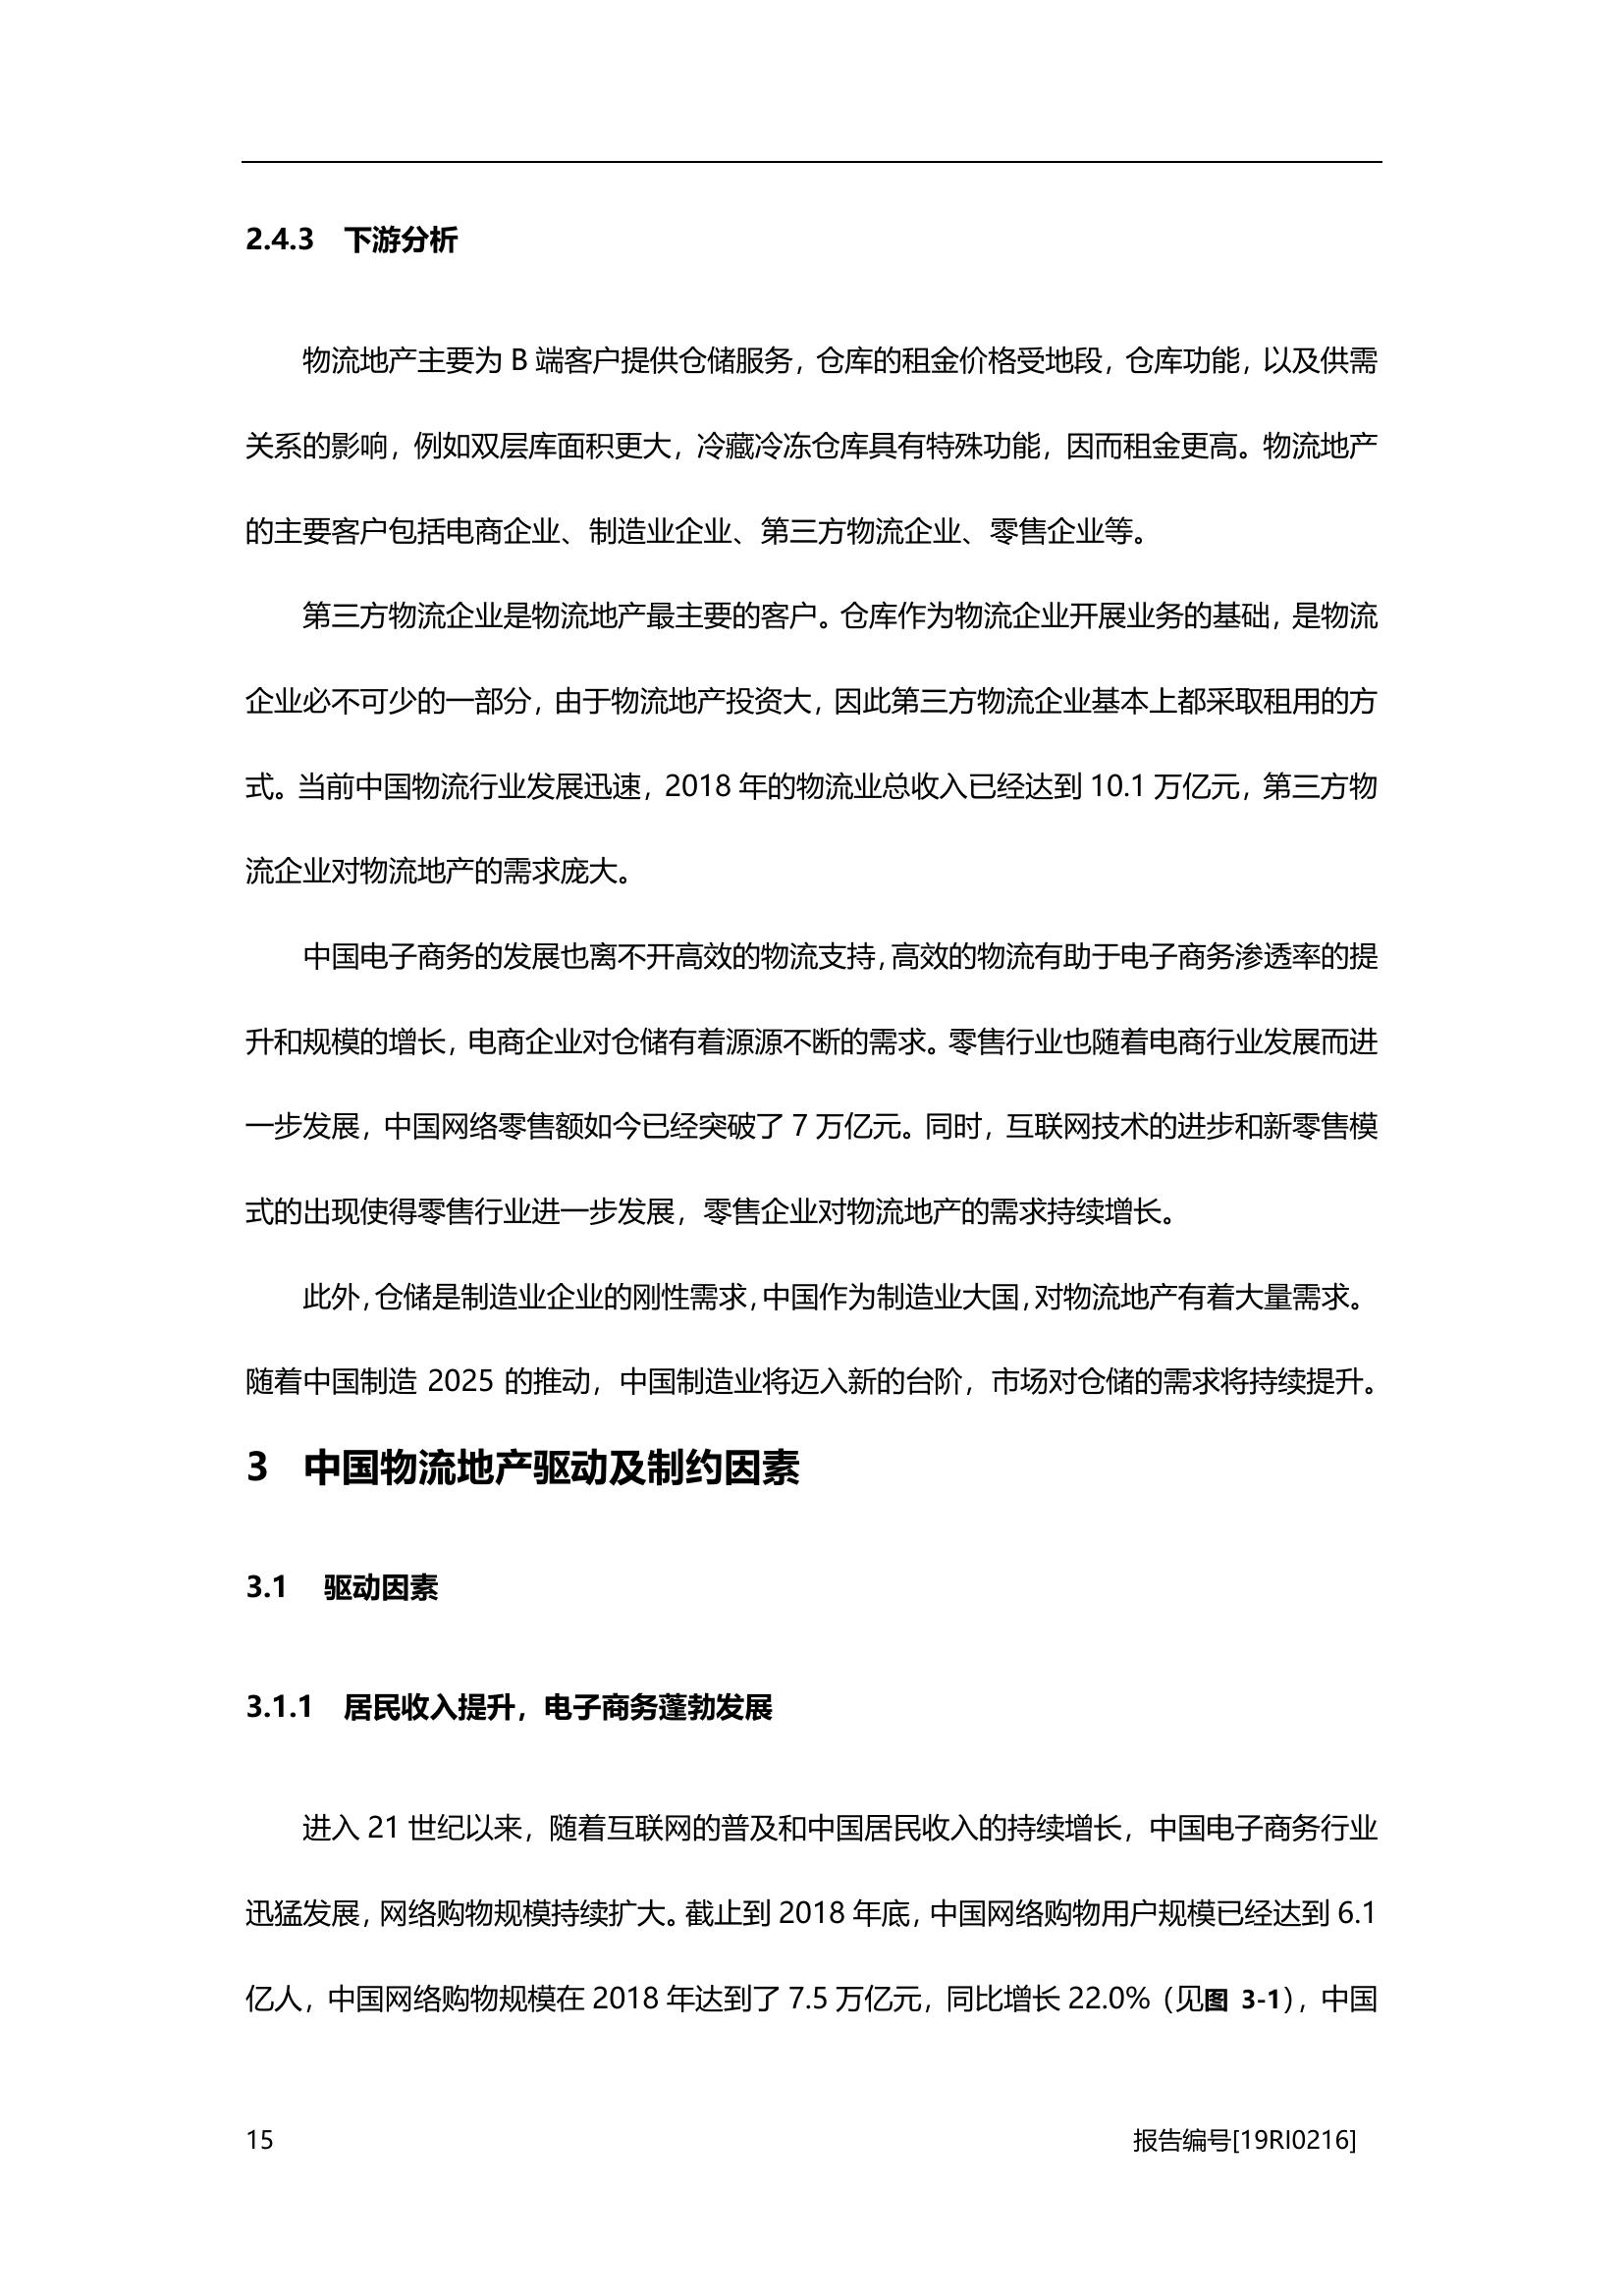 2.4.3 下游分析
物流地产主要为 B 端客户提供仓储服务，仓库的租金价格受地段，仓库功能，以及供需
关系的影响，例如双层库面积更大，冷藏冷冻仓库具有特殊功能，因而租金更高。物流地产
的主要客户包括电商企业、制造业企业、第三方物流企业、零售企业等。
第三方物流企业是物流地产最主要的客户。仓库作为物流企业开展业务的基础，是物流
企业必不可少的一部分，由于物流地产投资大，因此第三方物流企业基本上都采取租用的方
式。当前中国物流行业发展迅速，2018 年的物流业总收入已经达到 10.1 万亿元，第三方物
流企业对物流地产的需求庞大。
中国电子商务的发展也离不开高效的物流支持，高效的物流有助于电子商务渗透率的提
升和规模的增长，电商企业对仓储有着源源不断的需求。零售行业也随着电商行业发展而进
一步发展，中国网络零售额如今已经突破了 7 万亿元。同时，互联网技术的进步和新零售模
式的出现使得零售行业进一步发展，零售企业对物流地产的需求持续增长。
此外，仓储是制造业企业的刚性需求，中国作为制造业大国，对物流地产有着大量需求。
随着中国制造 2025 的推动，中国制造业将迈入新的台阶，市场对仓储的需求将持续提升。
3 中国物流地产驱动及制约因素
3.1 驱动因素
3.1.1 居民收入提升，电子商务蓬勃发展
进入 21 世纪以来，随着互联网的普及和中国居民收入的持续增长，中国电子商务行业
迅猛发展，网络购物规模持续扩大。截止到 2018 年底，中国网络购物用户规模已经达到 6.1
亿人，中国网络购物规模在 2018 年达到了 7.5 万亿元，同比增长 22.0%（见图 3-1），中国
15 报告编号[19RI0216]